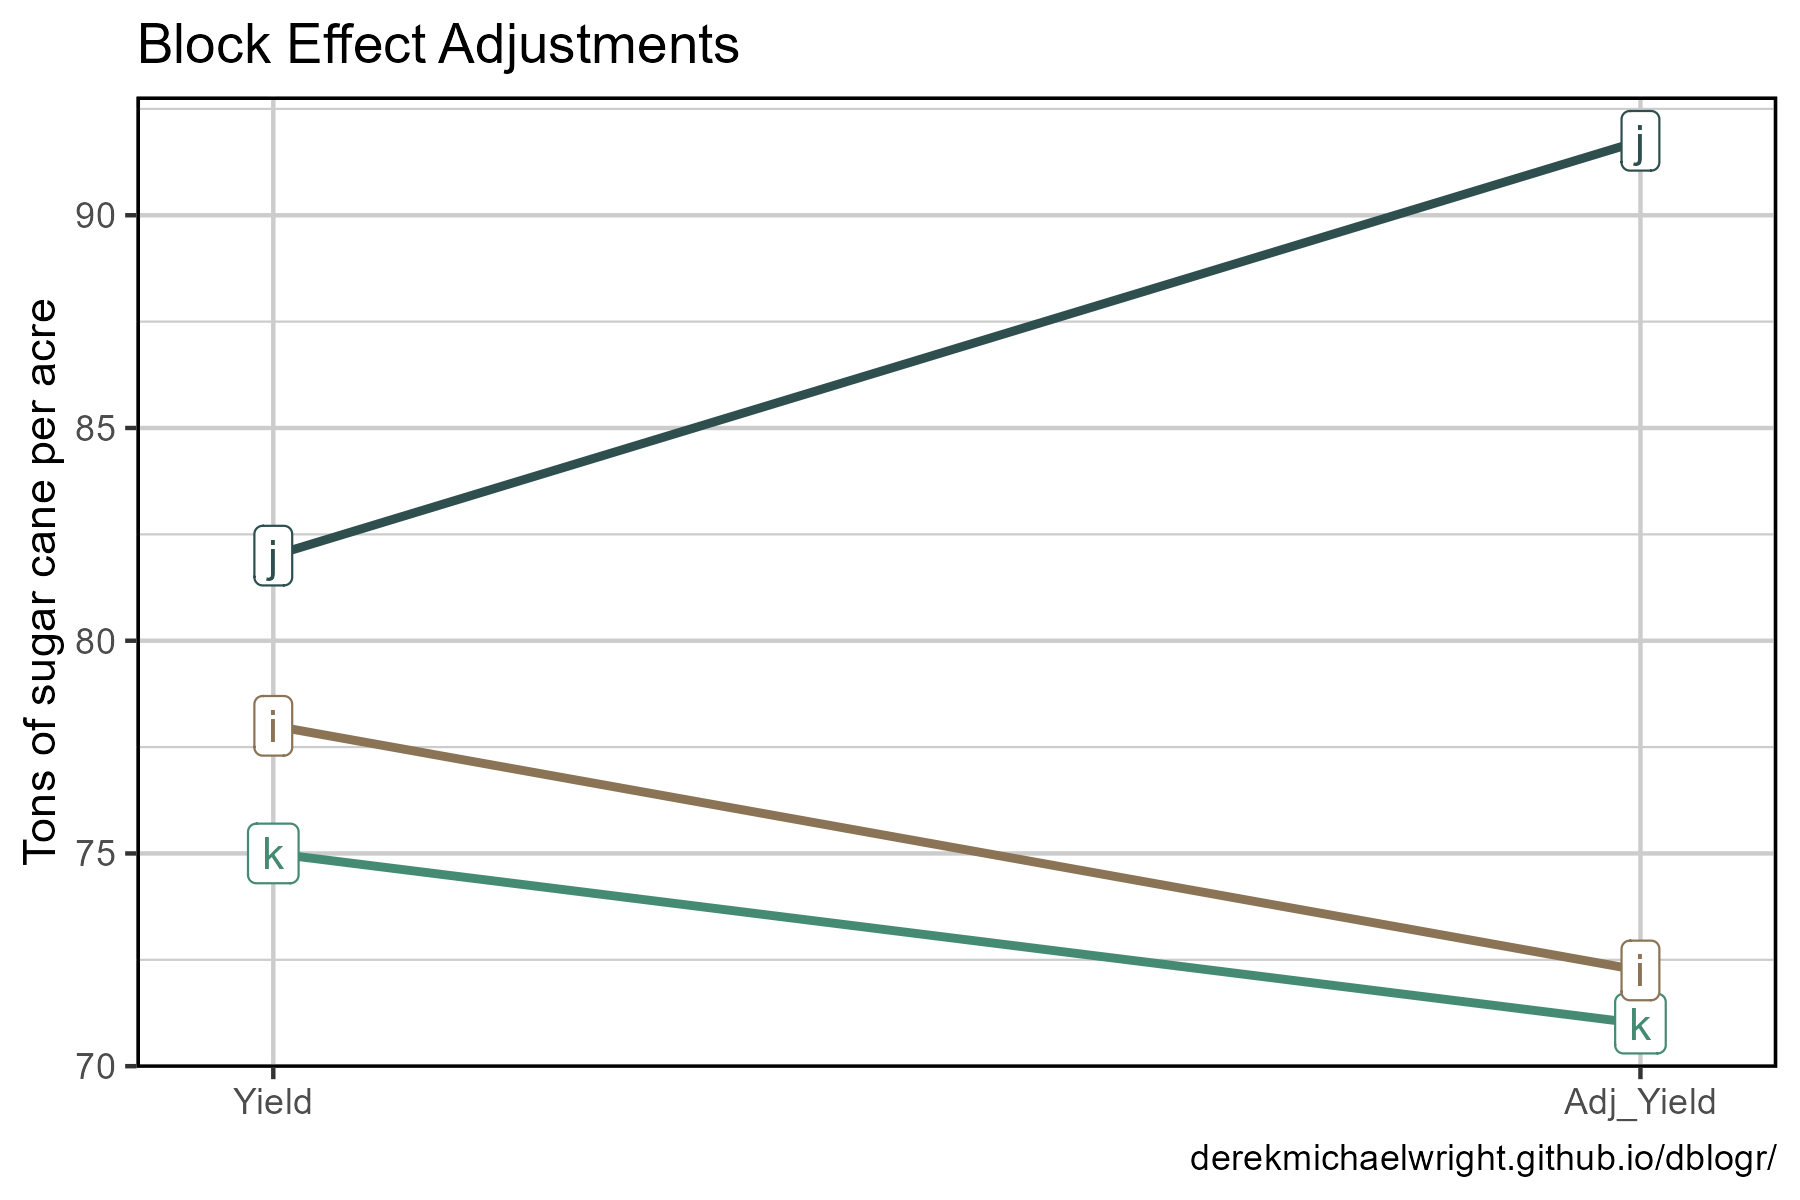 Block Effect Adjustments
Tons of sugar cane per acre
90
85
80
75
70
j
i
k
j
i
k
Yield
Adj_Yield
derekmichaelwright.github.io/dblogr/